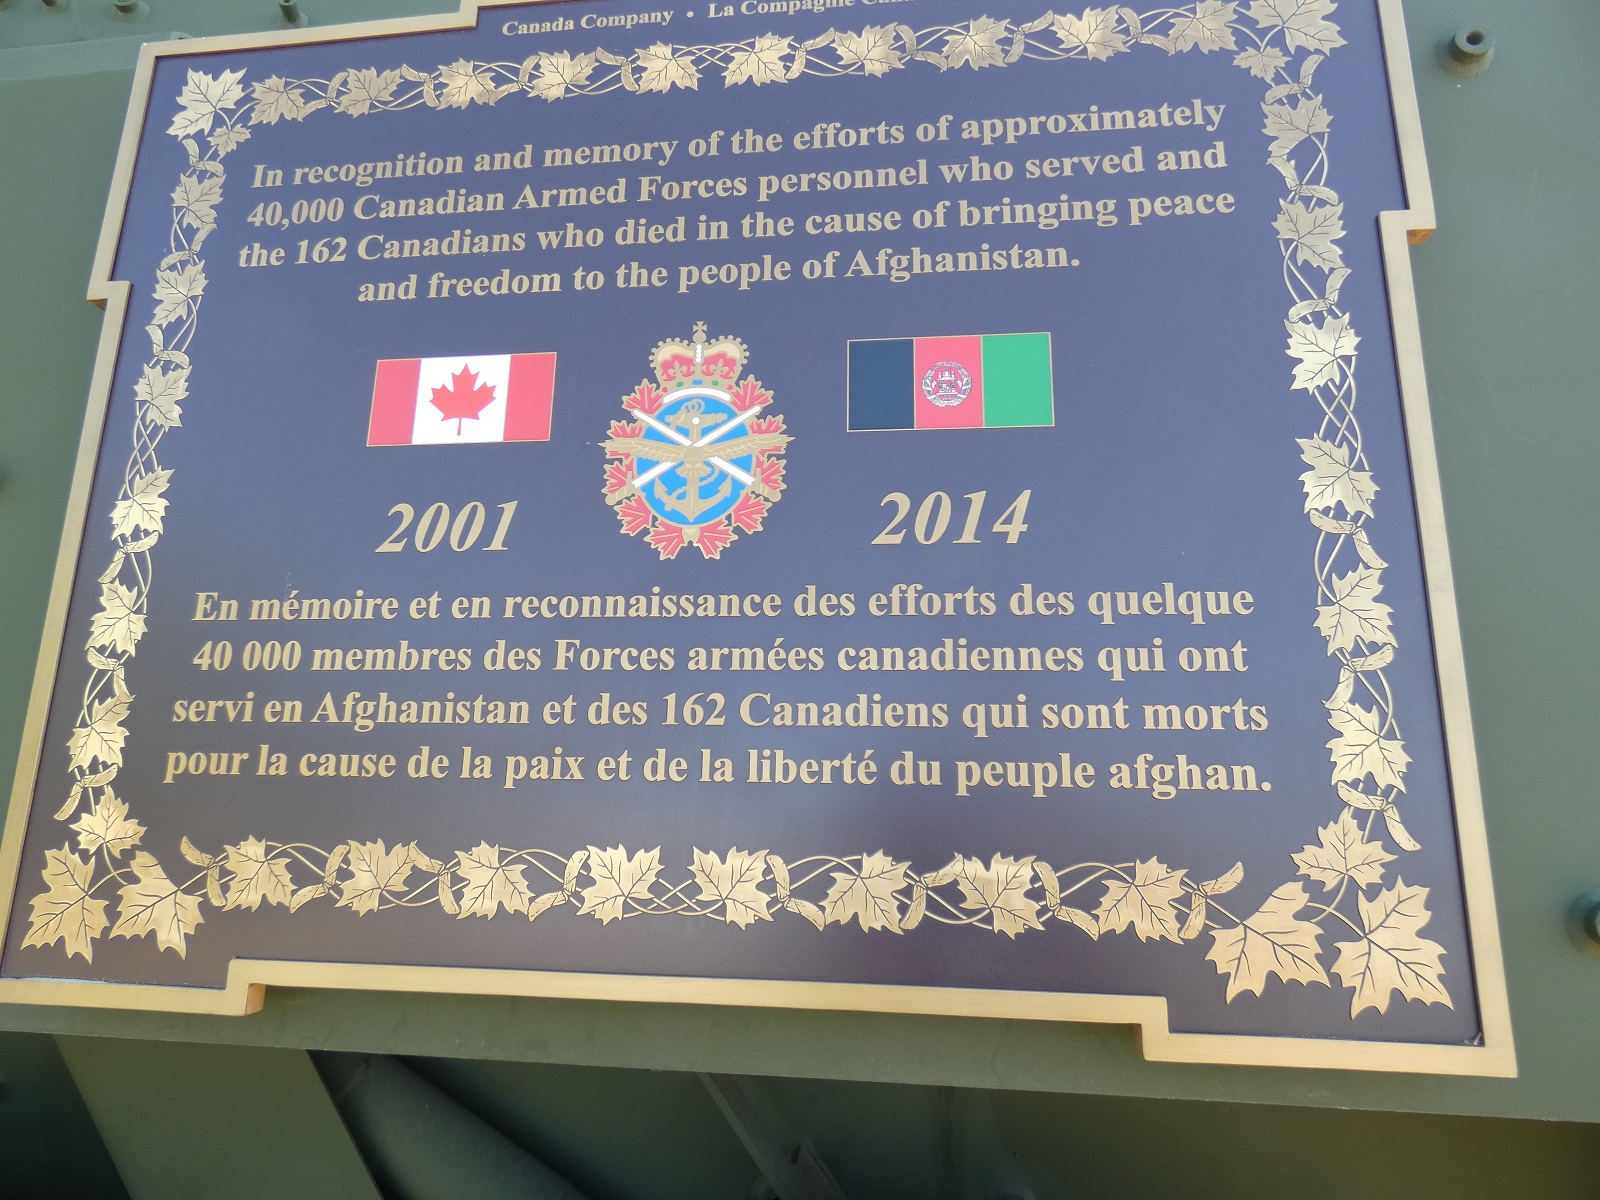 Canada Company • La Compagnie
In recognition and memory of the efforts of approximately
40,000 Canadian Armed Forces personnel who served and
the 162 Canadians who died in the cause of bringing peace
and freedom to the people of Afghanistan.
2001 2014
En mémoire et en reconnaissance des efforts des quelque
40 000 membres des Forces armées canadiennes qui ont
servi en Afghanistan et des 162 Canadiens qui sont morts
pour la cause de la paix et de la liberté du peuple afghan.